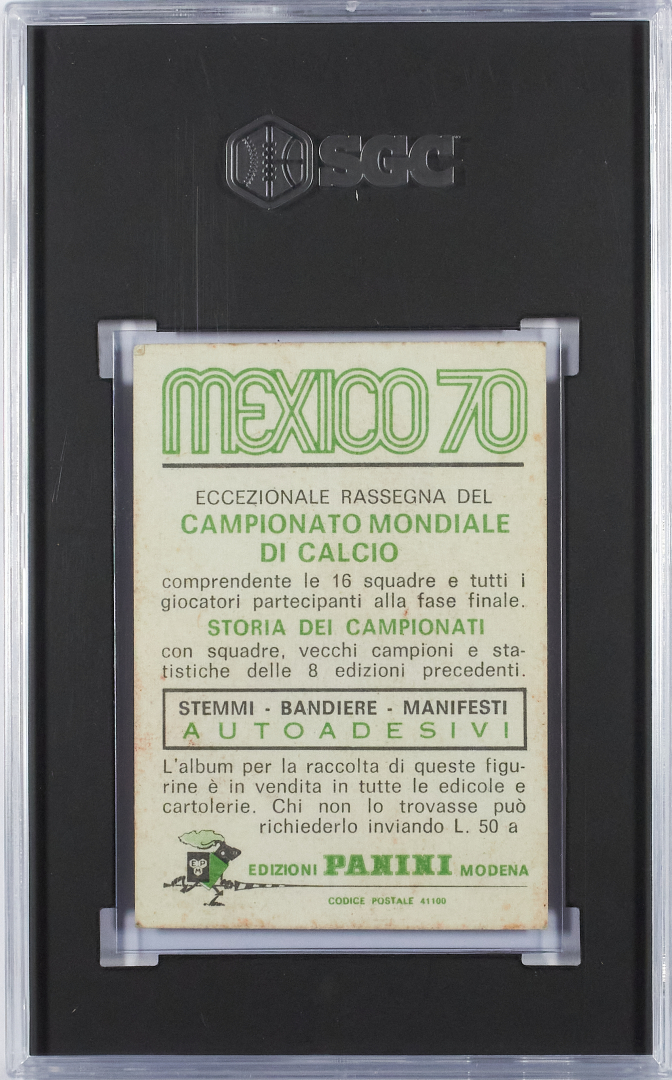 SGC
MEXICO 70
ECCEZIONALE RASSEGNA DEL
CAMPIONATO MONDIALE
DI CALCIO
comprendente le 16 squadre e tutti i
giocatori partecipanti alla fase finale.
STORIA DEI CAMPIONATI
con squadre, vecchi campioni e sta-
tistiche delle 8 edizioni precedenti.
STEMMI - BANDIERE - MANIFESTI
AUTOADESIVI
L'album per la raccolta di queste figu-
rine è in vendita in tutte le edicole e
cartolerie. Chi non lo trovasse può
richiederlo inviando L. 50 a
EPM
EDIZIONI PANINI MODENA
CODICE POSTALE 41100